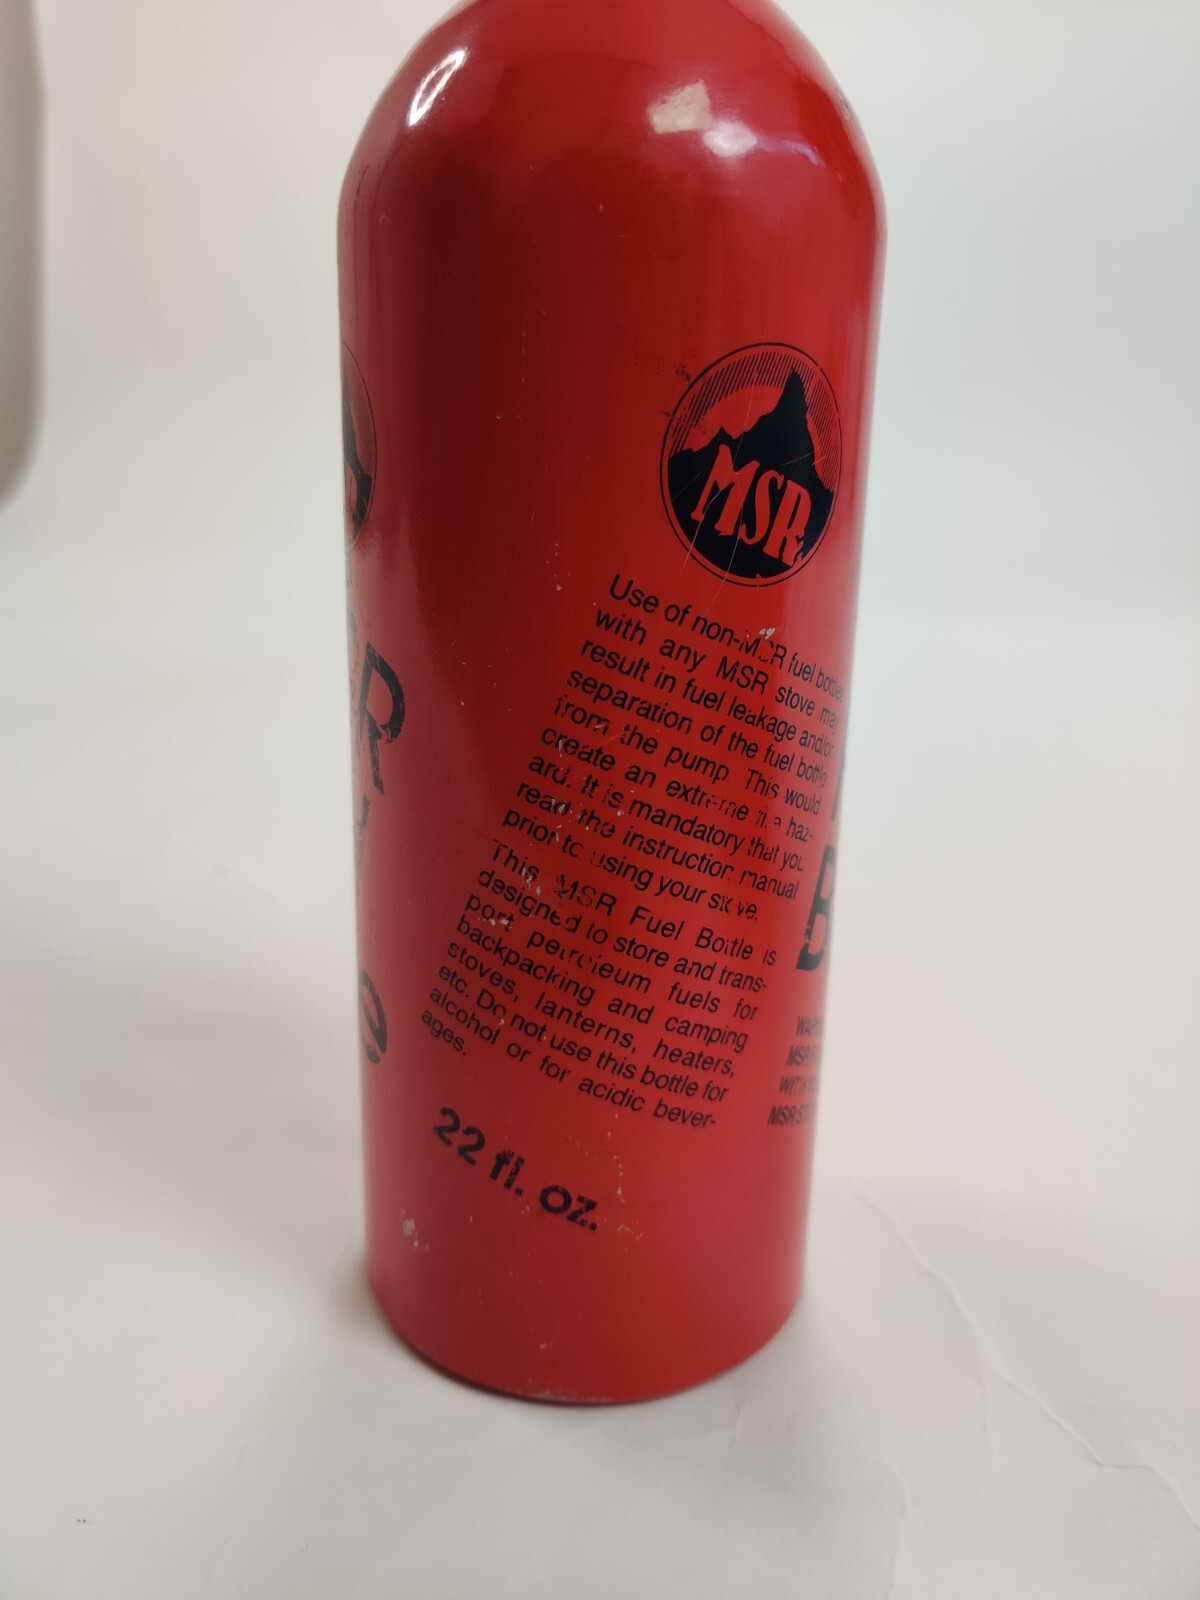 MSR
Use of non-MSR fuel bottles
with any MSR stove may
result in fuel leakage and/or
separation of the fuel bottle
from the pump. This would
create an extreme fire haz-
ard. It is mandatory that you
read the instruction manual
prior to using your stove.
This MSR Fuel Bottle is
designed to store and trans-
port petroleum fuels for
backpacking and camping
stoves, lanterns, heaters,
etc. Do not use this bottle for
alcohol or for acidic bever-
ages.
22 fl. oz.